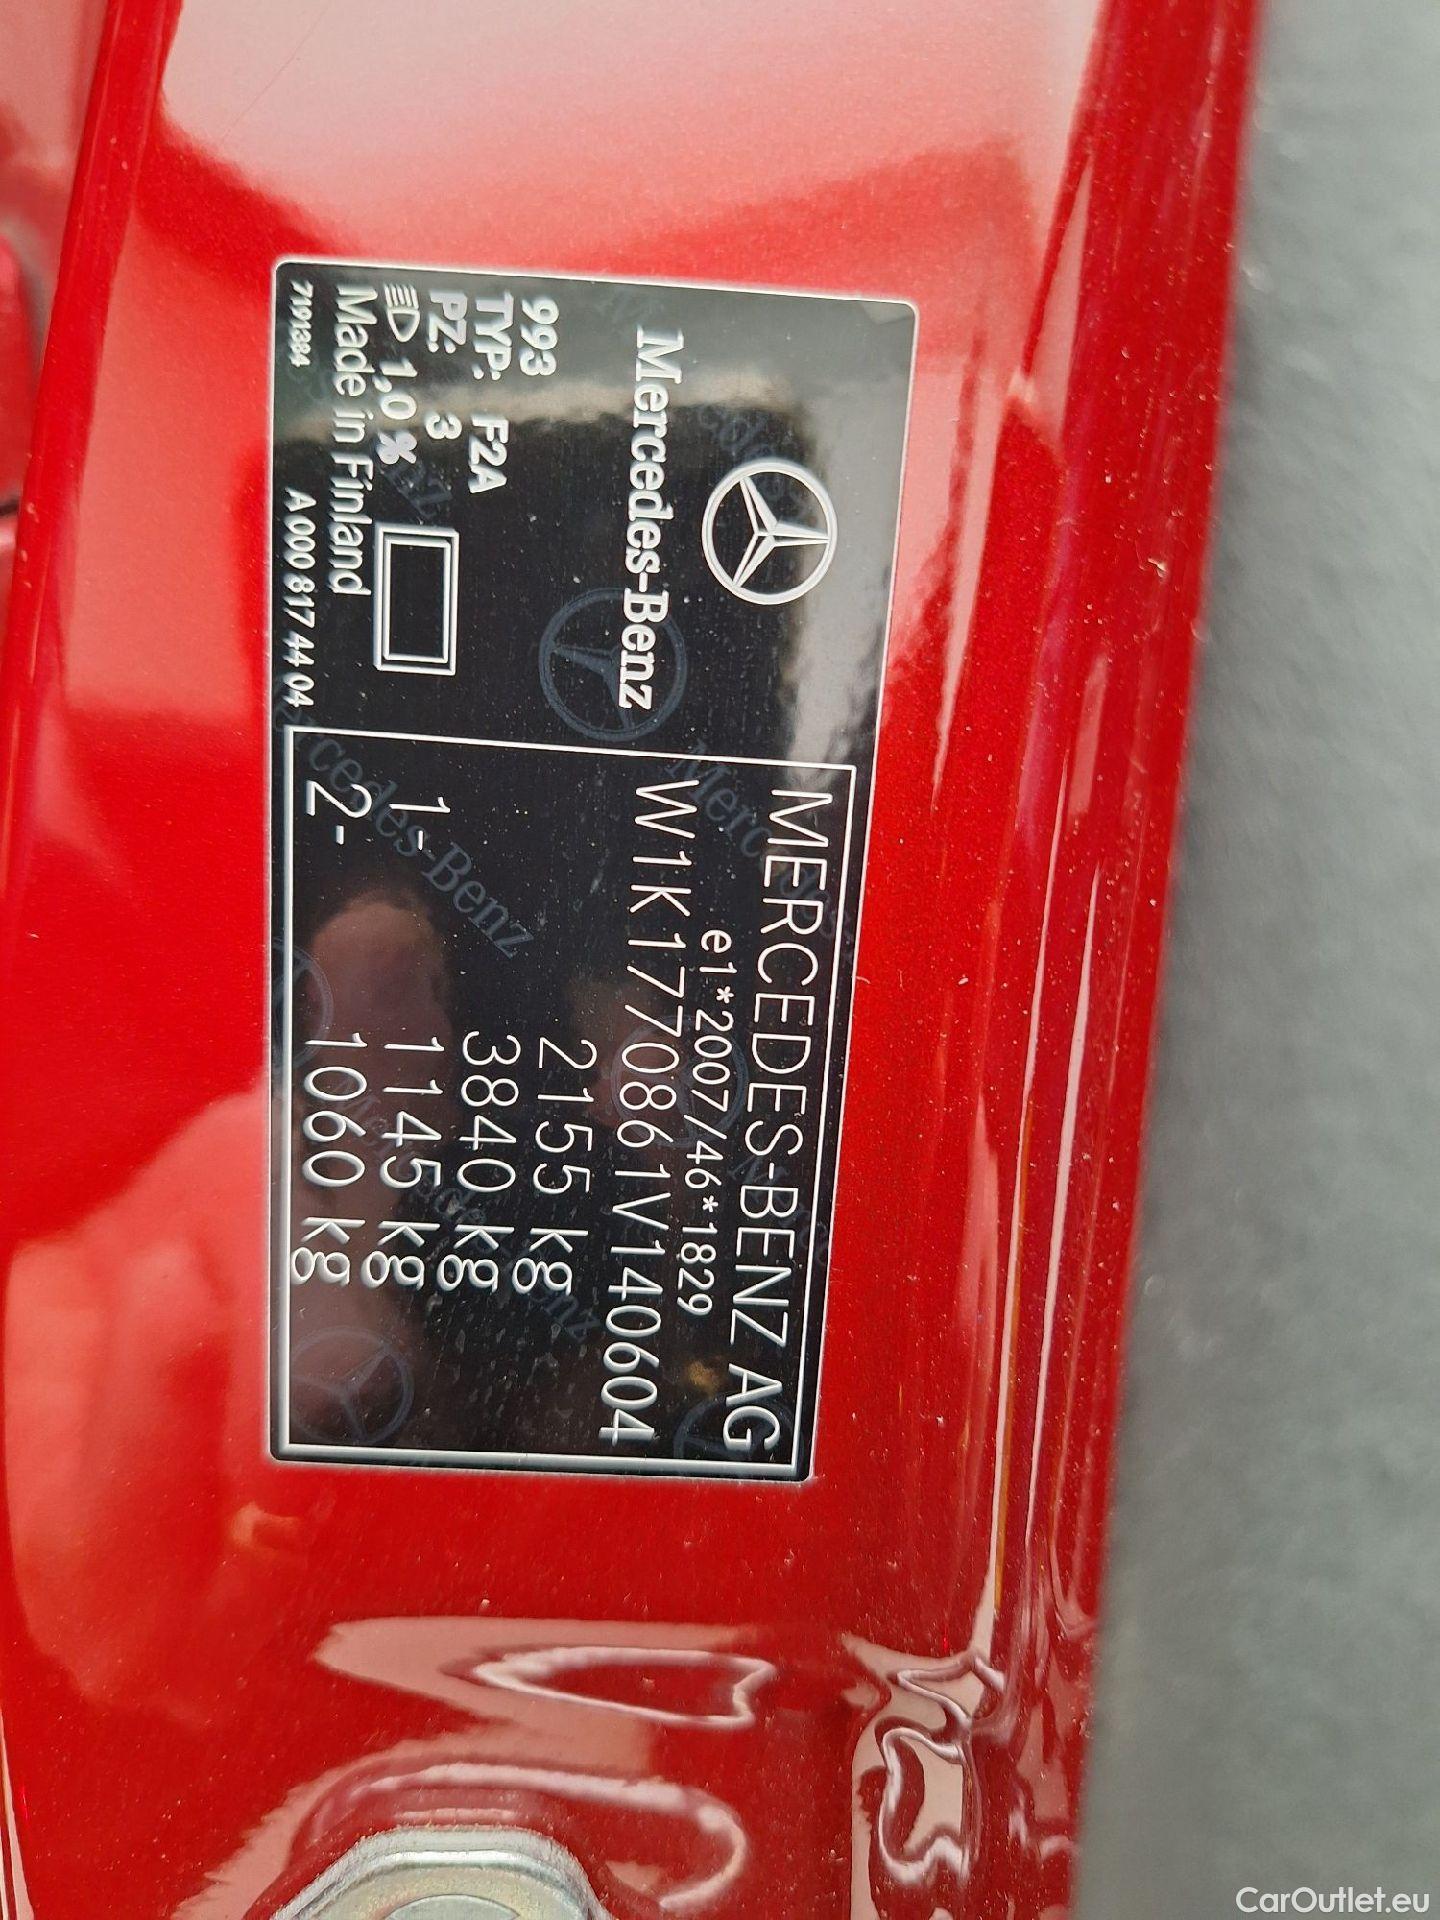 Mercedes-Benz
993
TYP: F2A
PZ: 3
1,0 %
Made in Finland
7191384 A 000 817 44 04
MERCEDES-BENZ AG
e1*2007/46*1829
W1K1770861V140604
2155 kg
3840 kg
1- 1145 kg
2- 1060 kg
CarOutlet.eu